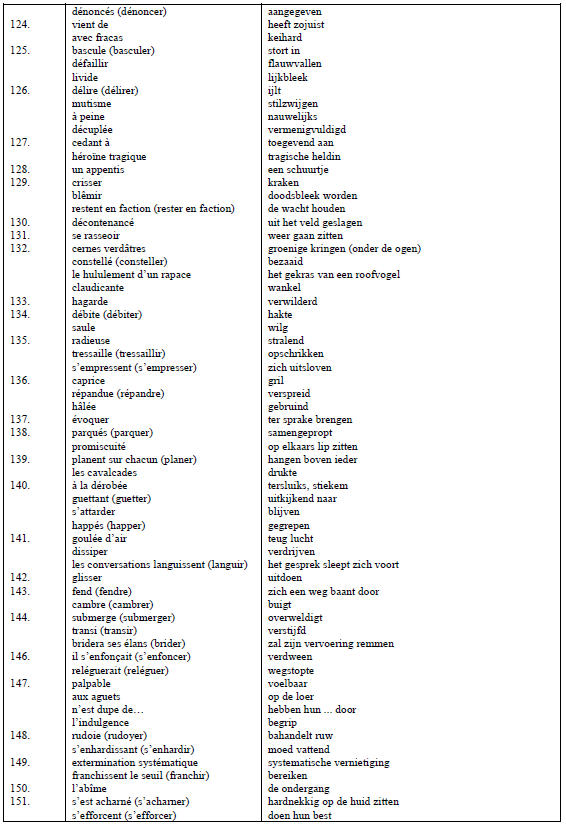 dénoncés (dénoncer) aangegeven
124. vient de heeft zojuist
avec fracas keihard
125. bascule (basculer) stort in
défaillir flauwvallen
livide lijkbleek
126. délire (délirer) ijlt
mutisme stilzwijgen
à peine nauwelijks
décuplée vermenigvuldigd
127. cedant à toegevend aan
héroïne tragique tragische heldin
128. un appentis een schuurtje
129. crisser kraken
blêmir doodsbleek worden
restent en faction (rester en faction) de wacht houden
130. décontenancé uit het veld geslagen
131. se rasseoir weer gaan zitten
132. cernes verdâtres groenige kringen (onder de ogen)
constellé (consteller) bezaaid
le hululement d’un rapace het gekras van een roofvogel
claudicante wankel
133. hagarde verwilderd
134. débite (débiter) hakte
saule wilg
135. radieuse stralend
tressaille (tressaillir) opschrikken
s’empressent (s’empresser) zich uitsloven
136. caprice gril
répandue (répandre) verspreid
hâlée gebruind
137. évoquer ter sprake brengen
138. parqués (parquer) samengepropt
promiscuité op elkaars lip zitten
139. planent sur chacun (planer) hangen boven ieder
les cavalcades drukte
140. à la dérobée tersluiks, stiekem
guettant (guetter) uitkijkend naar
s’attarder blijven
happés (happer) gegrepen
141. goulée d’air teug lucht
dissiper verdrijven
les conversations languissent (languir) het gesprek sleept zich voort
142. glisser uitdoen
143. fend (fendre) zich een weg baant door
cambre (cambrer) buigt
144. submerge (submerger) overweldigt
transi (transir) verstijfd
bridera ses élans (brider) zal zijn vervoering remmen
146. il s’enfonçait (s’enfoncer) verdween
reléguerait (reléguer) wegstopte
147. palpable voelbaar
aux aguets op de loer
n’est dupe de… hebben hun ... door
l’indulgence begrip
148. rudoie (rudoyer) bahandelt ruw
s’enhardissant (s’enhardir) moed vattend
149. extermination systématique systematische vernietiging
franchissent le seuil (franchir) bereiken
150. l’abîme de ondergang
151. s’est acharné (s’acharner) hardnekkig op de huid zitten
s’efforcent (s’efforcer) doen hun best